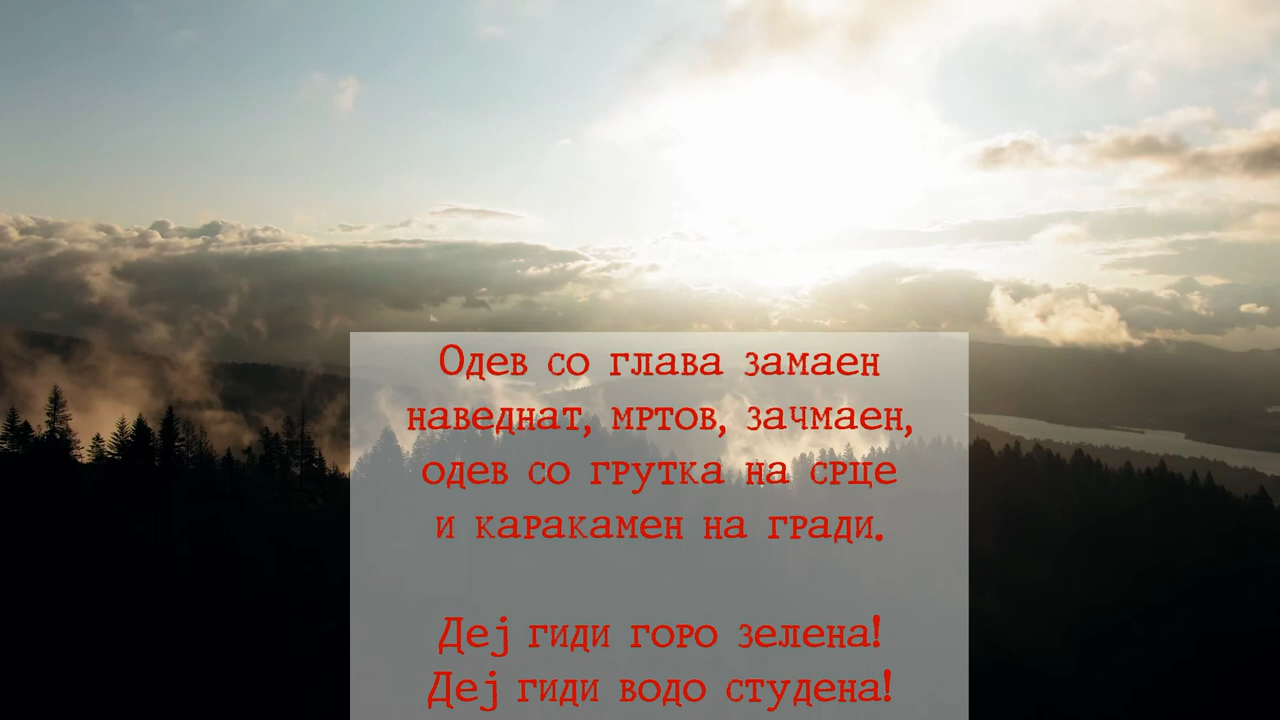 Одев со глава замаен
наведнат, мртов, зачмаен,
одев со грутка на срце
и каракамен на гради.
Деј гиди горо зелена!
Деј гиди водо студена!